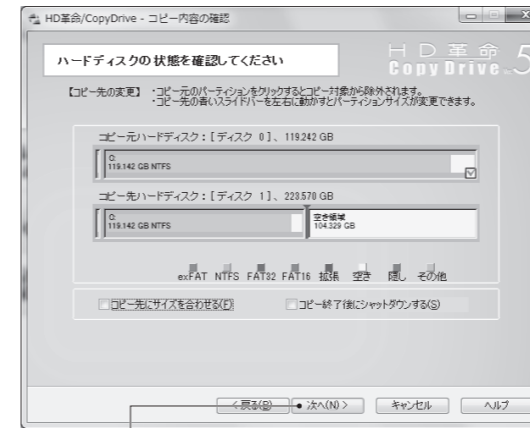 HD革命/CopyDrive - コピー内容の確認
ハードディスクの状態を確認してください
HD革命
CopyDrive 5
【コピー先の変更】 ・コピー元のパーティションをクリックするとコピー対象から除外されます。
・コピー先の青いスライドバーを左右に動かすとパーティションサイズが変更できます。
コピー元ハードディスク：[ディスク 0]、119.242 GB
C:
119.142 GB NTFS
コピー先ハードディスク：[ディスク 1]、223.570 GB
C:
119.142 GB NTFS
空き領域
104.329 GB
exFAT NTFS FAT32 FAT16 拡張 空き 隠し その他
コピー先にサイズを合わせる(F)
コピー終了後にシャットダウンする(S)
< 戻る(B) 次へ(N) > キャンセル ヘルプ